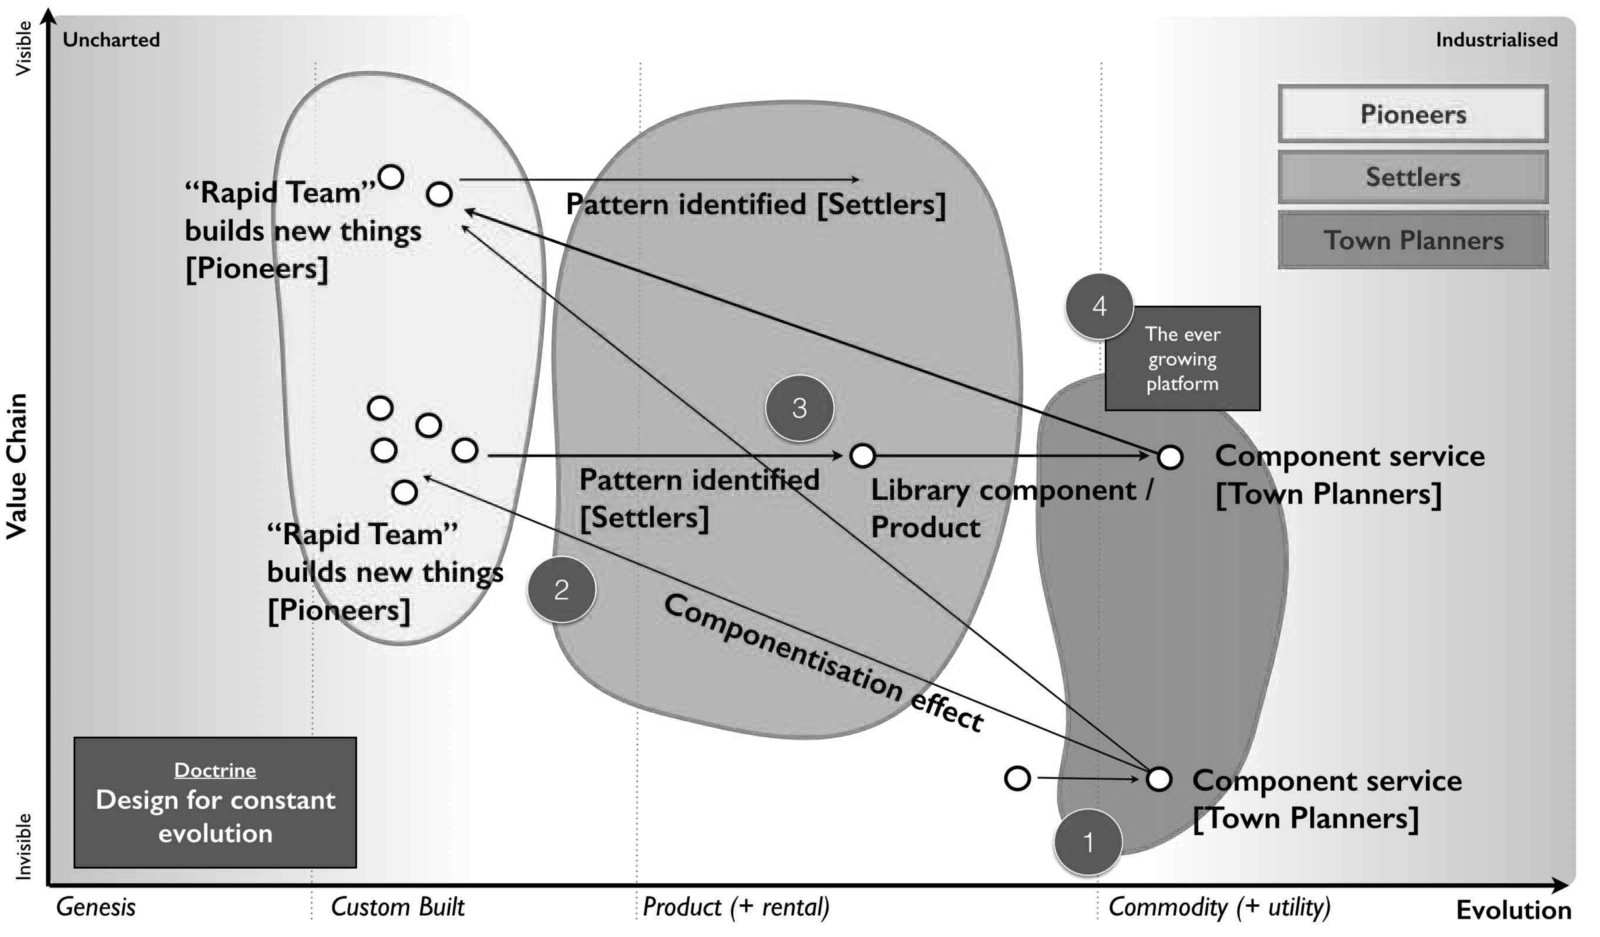 Visible
Uncharted
Industrialised
Pioneers
Settlers
Town Planners
“Rapid Team”
builds new things
[Pioneers]
Pattern identified [Settlers]
4
The ever
growing
platform
3
Value Chain
Pattern identified
[Settlers]
Library component /
Product
Component service
[Town Planners]
“Rapid Team”
builds new things
[Pioneers]
2
Componentisation effect
Doctrine
Design for constant
evolution
Component service
[Town Planners]
1
Invisible
Genesis
Custom Built
Product (+ rental)
Commodity (+ utility)
Evolution